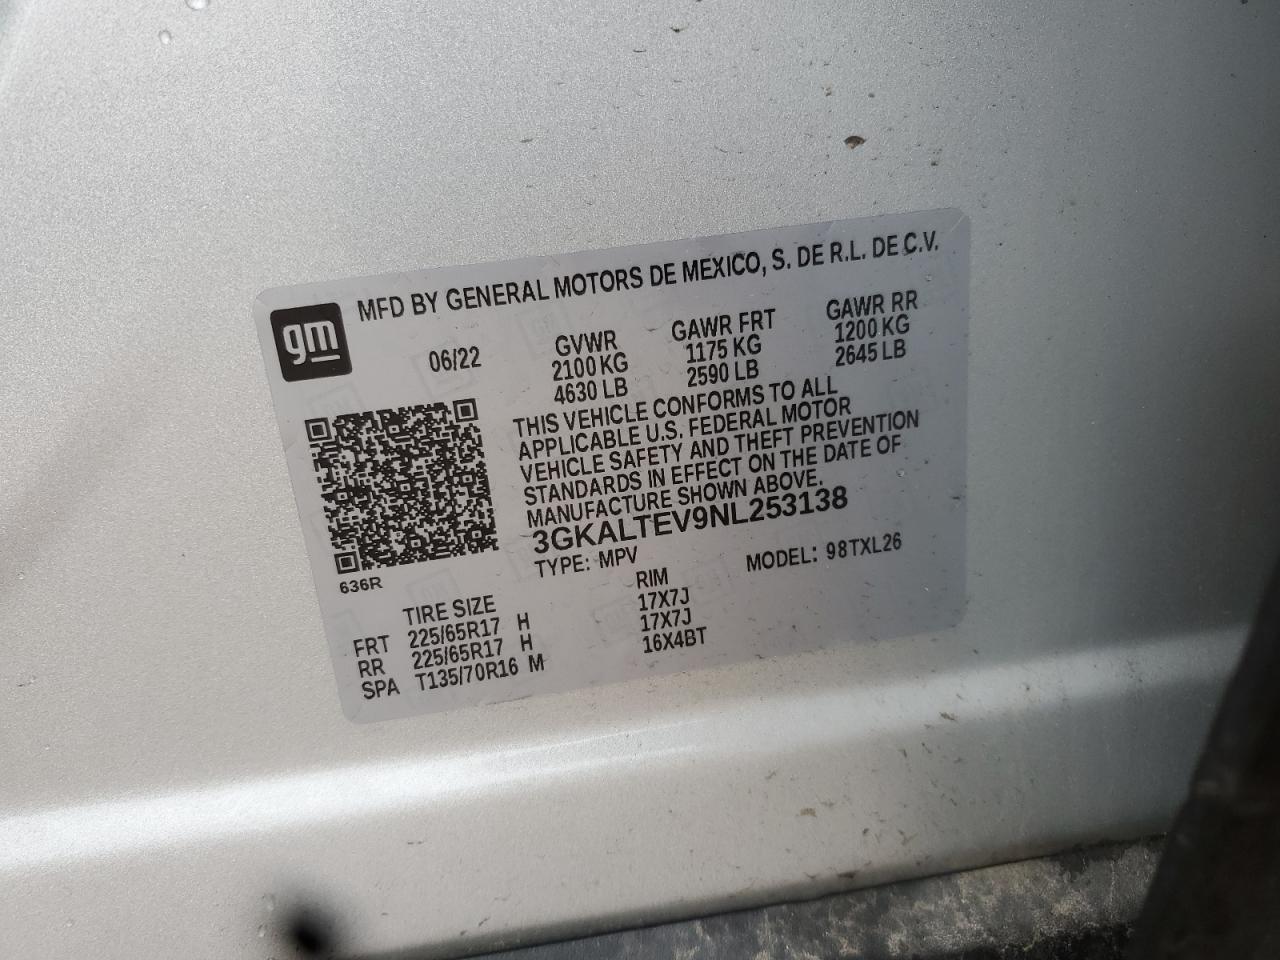 gm
MFD BY GENERAL MOTORS DE MEXICO, S. DE R.L. DE C.V.
06/22
GVWR
2100 KG
4630 LB
GAWR FRT
1175 KG
2590 LB
GAWR RR
1200 KG
2645 LB
THIS VEHICLE CONFORMS TO ALL
APPLICABLE U.S. FEDERAL MOTOR
VEHICLE SAFETY AND THEFT PREVENTION
STANDARDS IN EFFECT ON THE DATE OF
MANUFACTURE SHOWN ABOVE.
3GKALTEV9NL253138
TYPE: MPV MODEL: 98TXL26
636R
TIRE SIZE RIM
FRT 225/65R17 H 17X7J
RR 225/65R17 H 17X7J
SPA T135/70R16 M 16X4BT